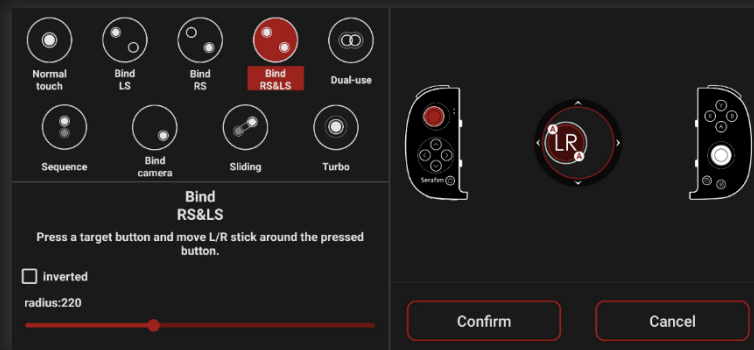 Normal
touch
Bind
LS
Bind
RS
Bind
RS&LS
Dual-use
Sequence
Bind
camera
Sliding
Turbo
Bind
RS&LS
Press a target button and move L/R stick around the pressed
button.
inverted
radius:220
Serafim
A
LR
A
Y
X
B
A
Confirm
Cancel